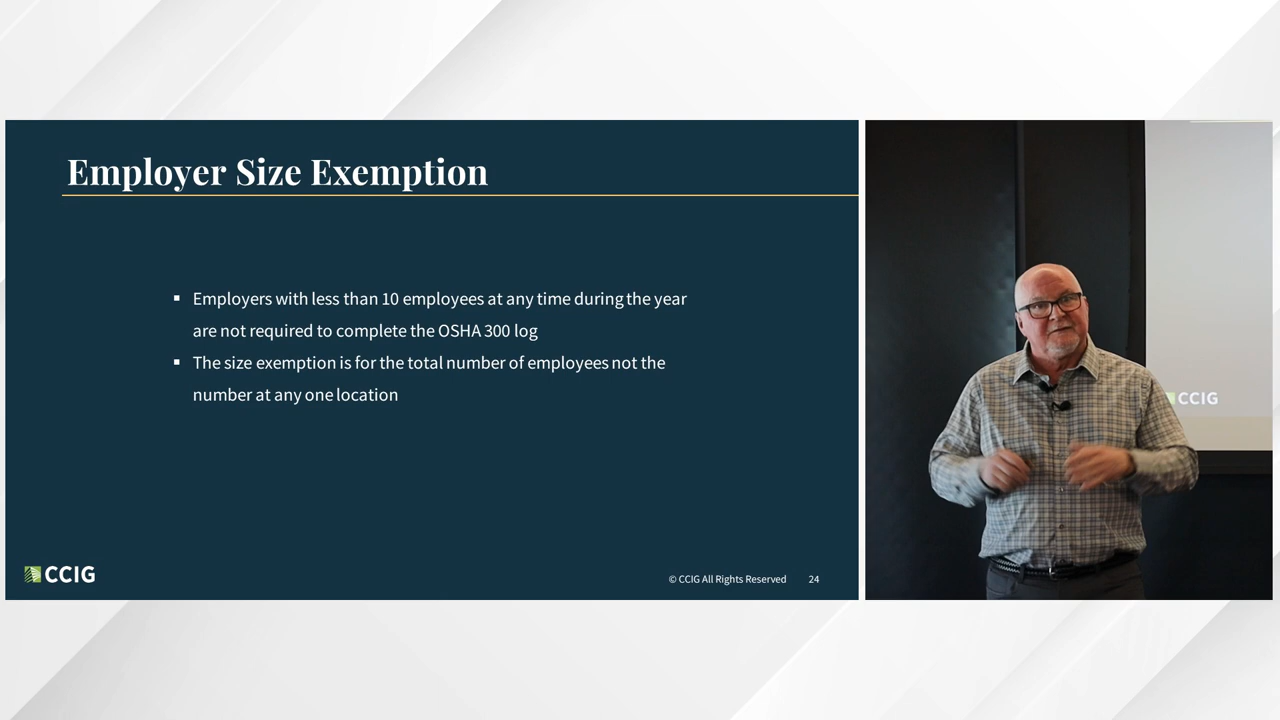 Employer Size Exemption
▪ Employers with less than 10 employees at any time during the year
are not required to complete the OSHA 300 log
▪ The size exemption is for the total number of employees not the
number at any one location
CCIG
CCIG
© CCIG All Rights Reserved 24